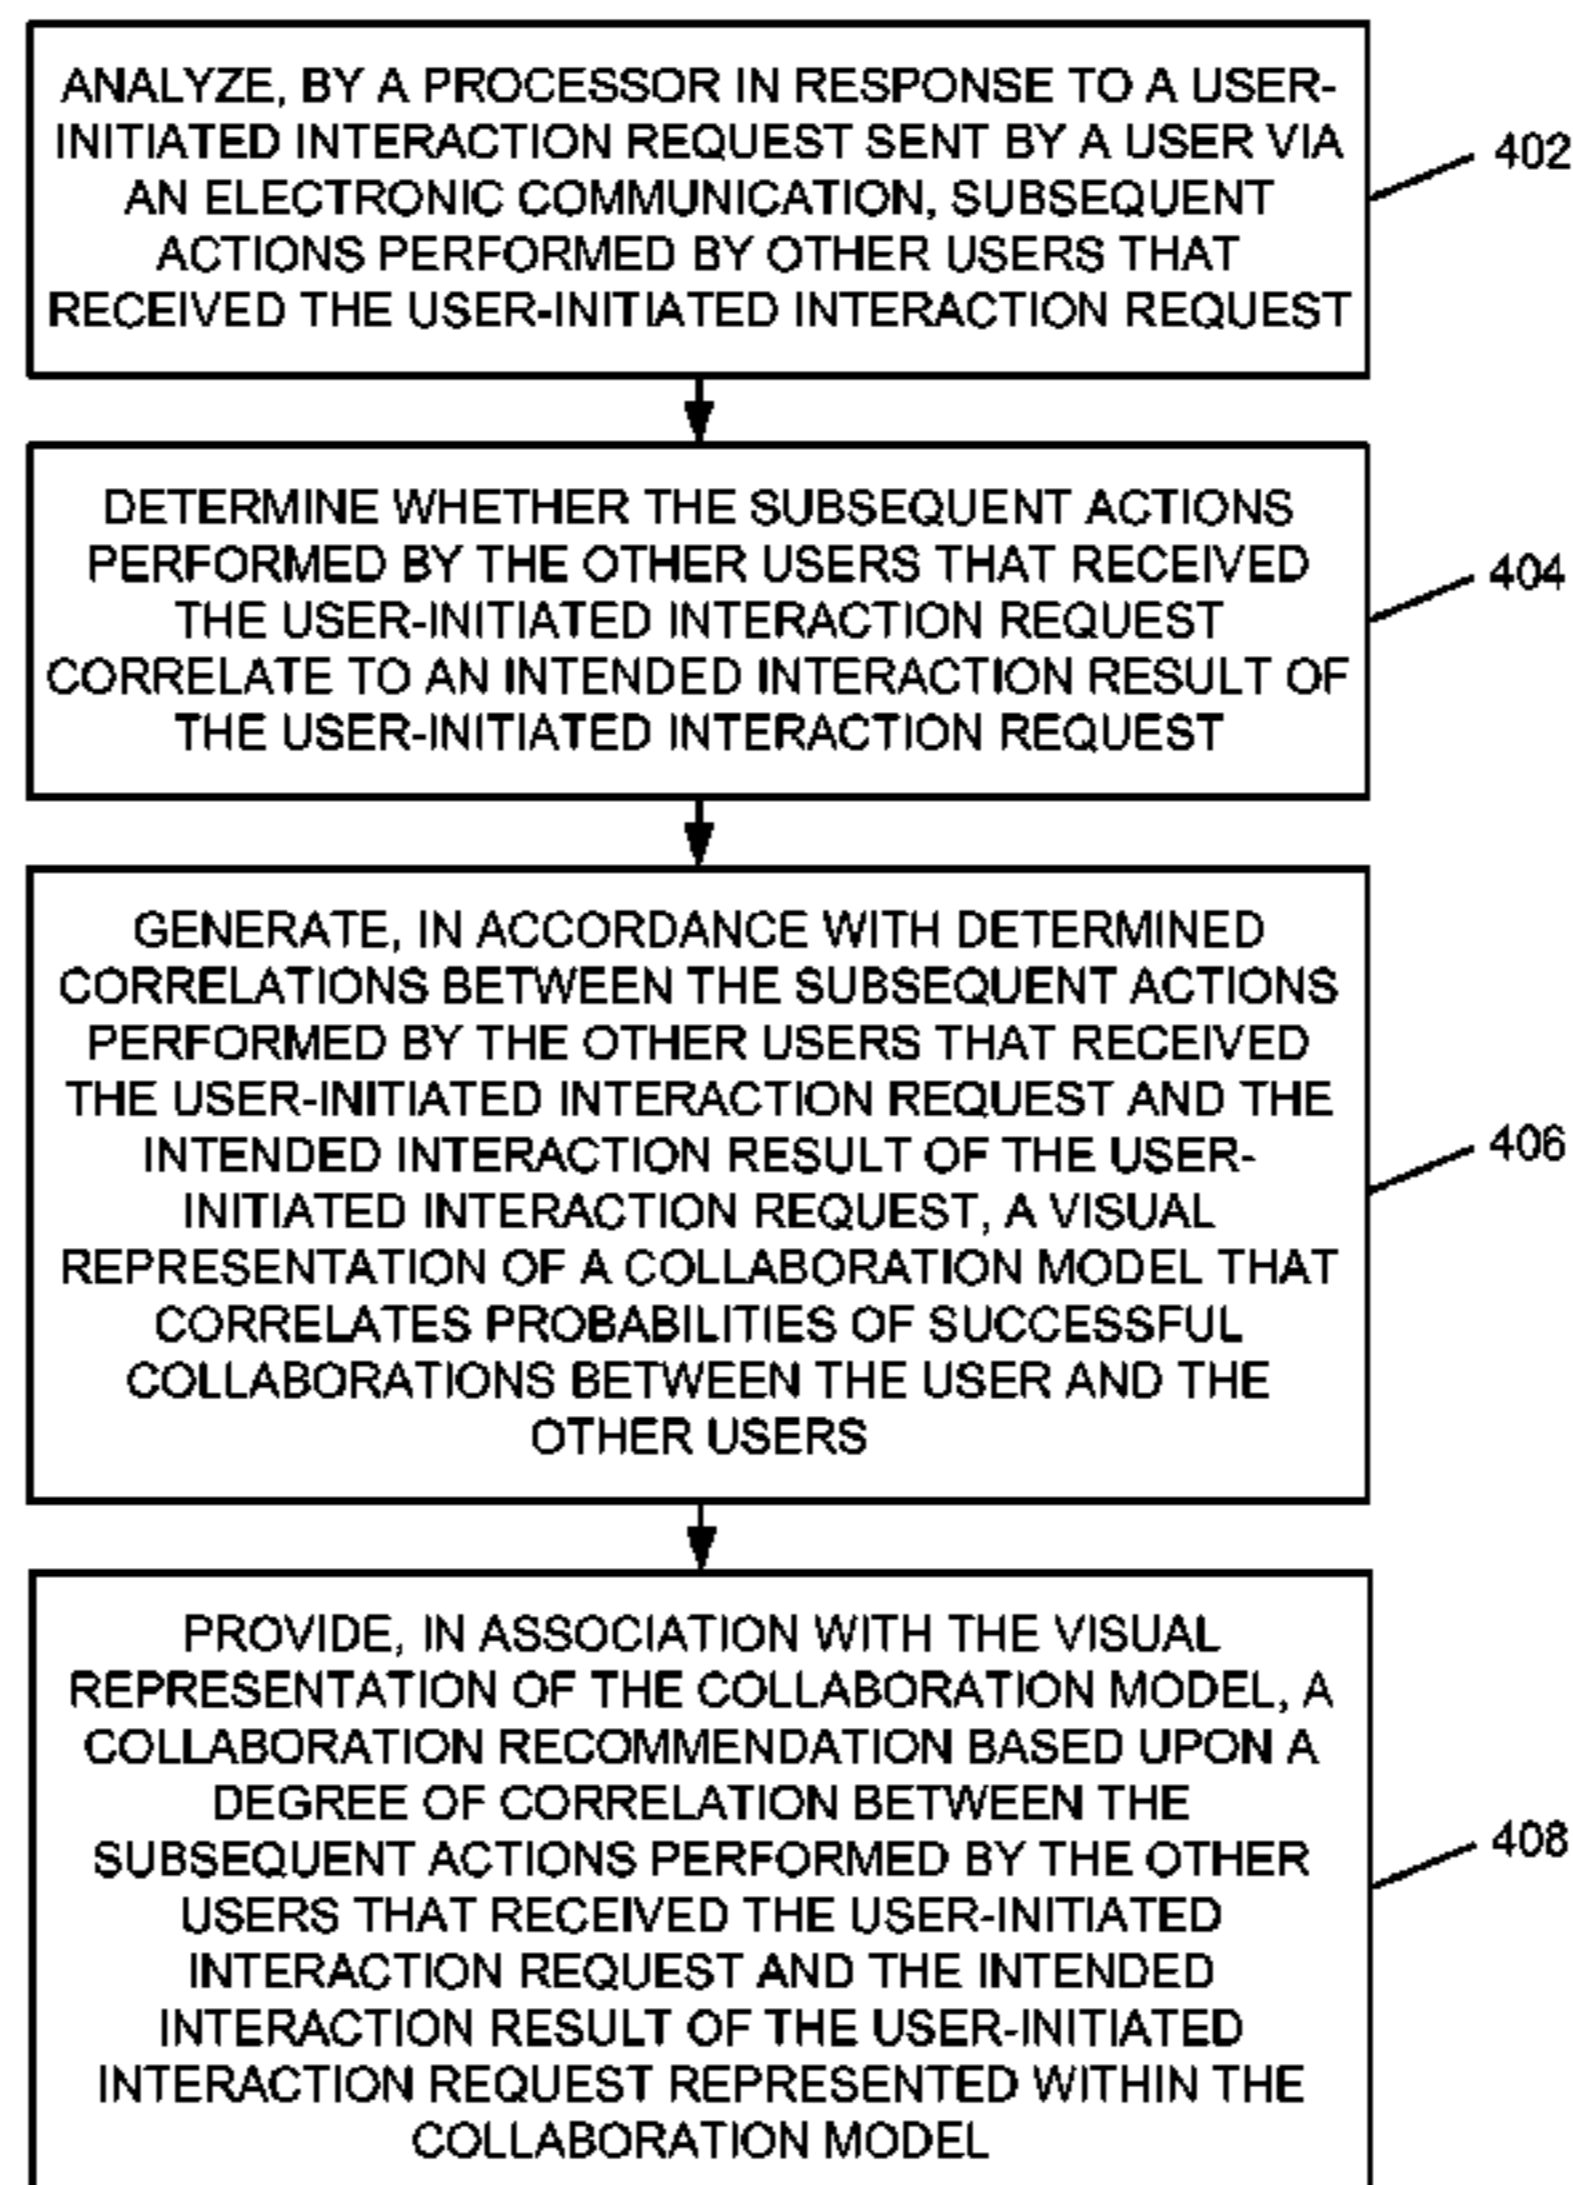 ANALYZE, BY A PROCESSOR IN RESPONSE TO A USER-
INITIATED INTERACTION REQUEST SENT BY A USER VIA
AN ELECTRONIC COMMUNICATION, SUBSEQUENT
ACTIONS PERFORMED BY OTHER USERS THAT
RECEIVED THE USER-INITIATED INTERACTION REQUEST
402
DETERMINE WHETHER THE SUBSEQUENT ACTIONS
PERFORMED BY THE OTHER USERS THAT RECEIVED
THE USER-INITIATED INTERACTION REQUEST
CORRELATE TO AN INTENDED INTERACTION RESULT OF
THE USER-INITIATED INTERACTION REQUEST
404
GENERATE, IN ACCORDANCE WITH DETERMINED
CORRELATIONS BETWEEN THE SUBSEQUENT ACTIONS
PERFORMED BY THE OTHER USERS THAT RECEIVED
THE USER-INITIATED INTERACTION REQUEST AND THE
INTENDED INTERACTION RESULT OF THE USER-
INITIATED INTERACTION REQUEST, A VISUAL
REPRESENTATION OF A COLLABORATION MODEL THAT
CORRELATES PROBABILITIES OF SUCCESSFUL
COLLABORATIONS BETWEEN THE USER AND THE
OTHER USERS
406
PROVIDE, IN ASSOCIATION WITH THE VISUAL
REPRESENTATION OF THE COLLABORATION MODEL, A
COLLABORATION RECOMMENDATION BASED UPON A
DEGREE OF CORRELATION BETWEEN THE
SUBSEQUENT ACTIONS PERFORMED BY THE OTHER
USERS THAT RECEIVED THE USER-INITIATED
INTERACTION REQUEST AND THE INTENDED
INTERACTION RESULT OF THE USER-INITIATED
INTERACTION REQUEST REPRESENTED WITHIN THE
COLLABORATION MODEL
408